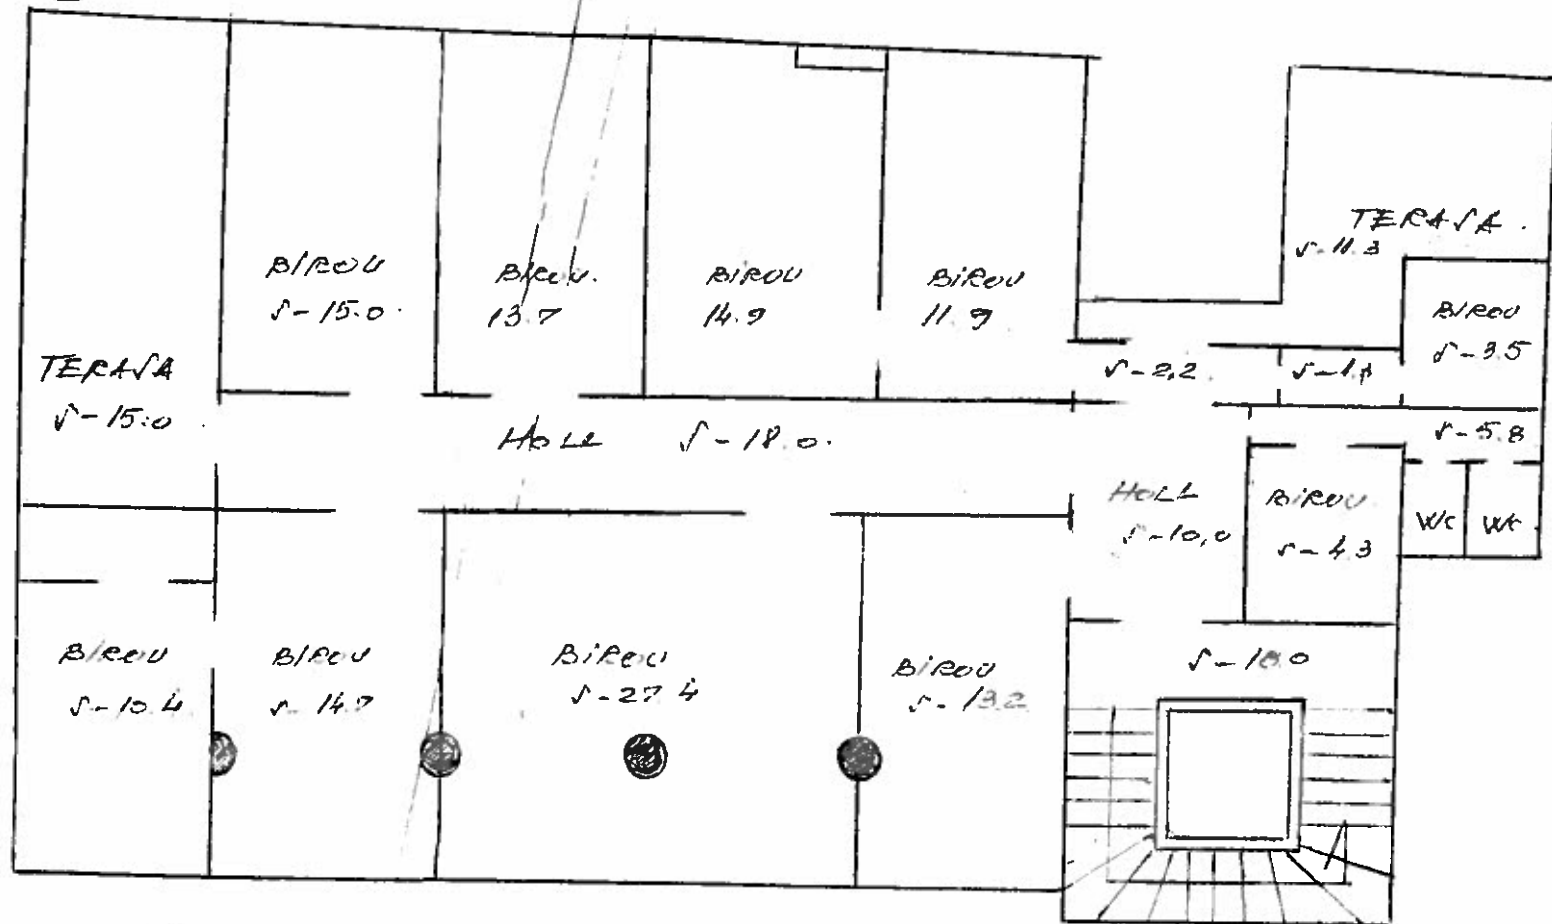 TERASA
S-15.0
BIROU
S-15.0
BIROU
13.7
BIROU
14.9
BIROU
11.9
TERASA
S-11.3
BIROU
S-3.5
S-2,2
S-5.8
HOLL S-18.0
HOLL
S-10,0
BIROU
S-4.3
WC WC
BIROU
S-10.4
BIROU
S-14.7
BIROU
S-27.4
BIROU
S-13.2